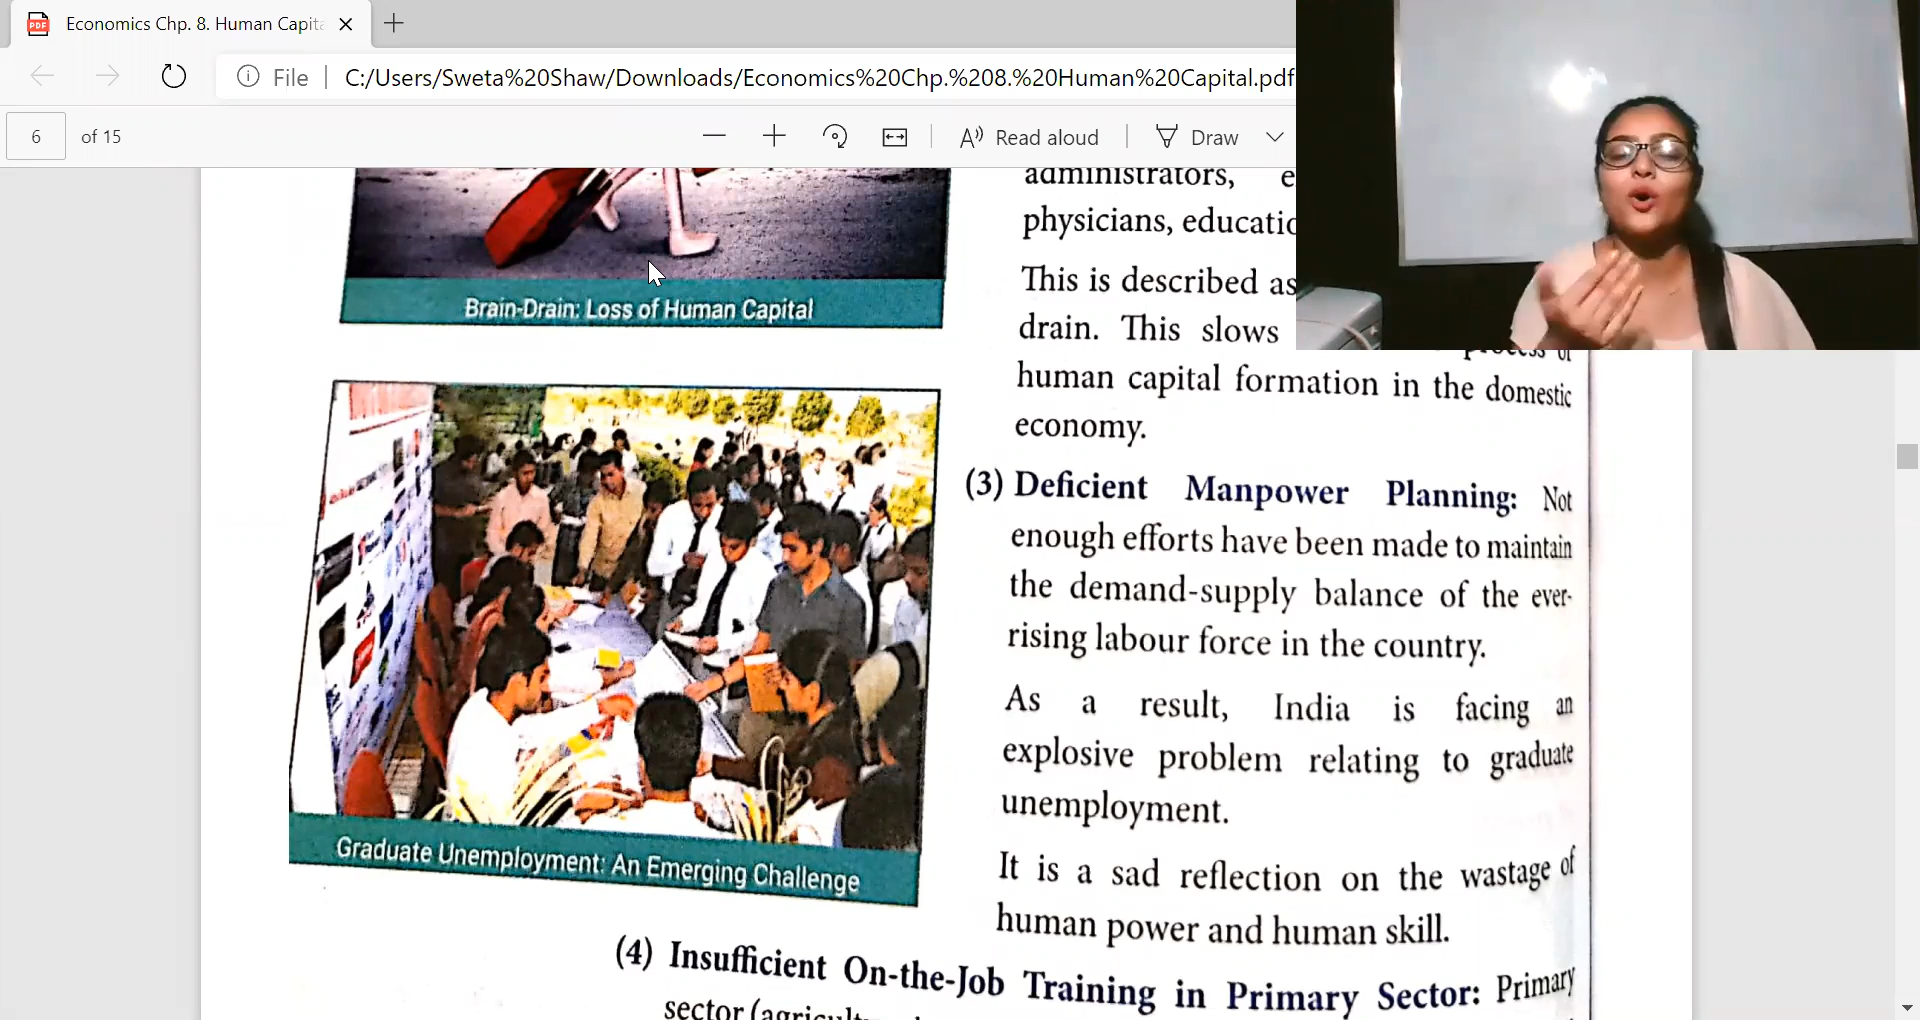 Economics Chp. 8. Human Capit
File
C:/Users/Sweta%20Shaw/Downloads/Economics%20Chp.%208.%20Human%20Capital.pdf
6 of 15
Read aloud
Draw
administrators, e
physicians, educatio
This is described as
drain. This slows process of
human capital formation in the domestic
economy.
Brain-Drain: Loss of Human Capital
(3) Deficient Manpower Planning: Not
enough efforts have been made to maintain
the demand-supply balance of the ever-
rising labour force in the country.
As a result, India is facing an
explosive problem relating to graduate
unemployment.
It is a sad reflection on the wastage of
human power and human skill.
Graduate Unemployment: An Emerging Challenge
(4) Insufficient On-the-Job Training in Primary Sector: Primary